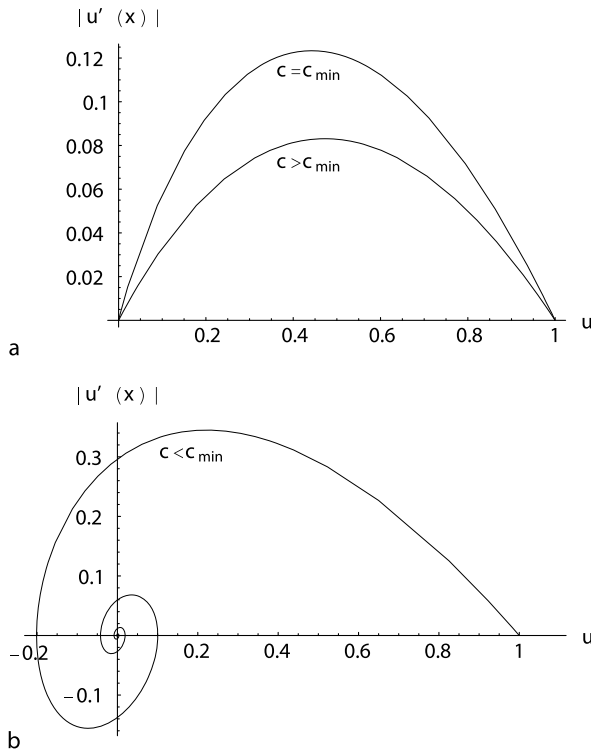 | u' (x) |
0.12
0.1
0.08
0.06
0.04
0.02
c = c min
c > c min
0.2 0.4 0.6 0.8 1 u
a
| u' (x) |
0.3
0.2
0.1
c < c min
−0.2 0.2 0.4 0.6 0.8 1 u
−0.1
b